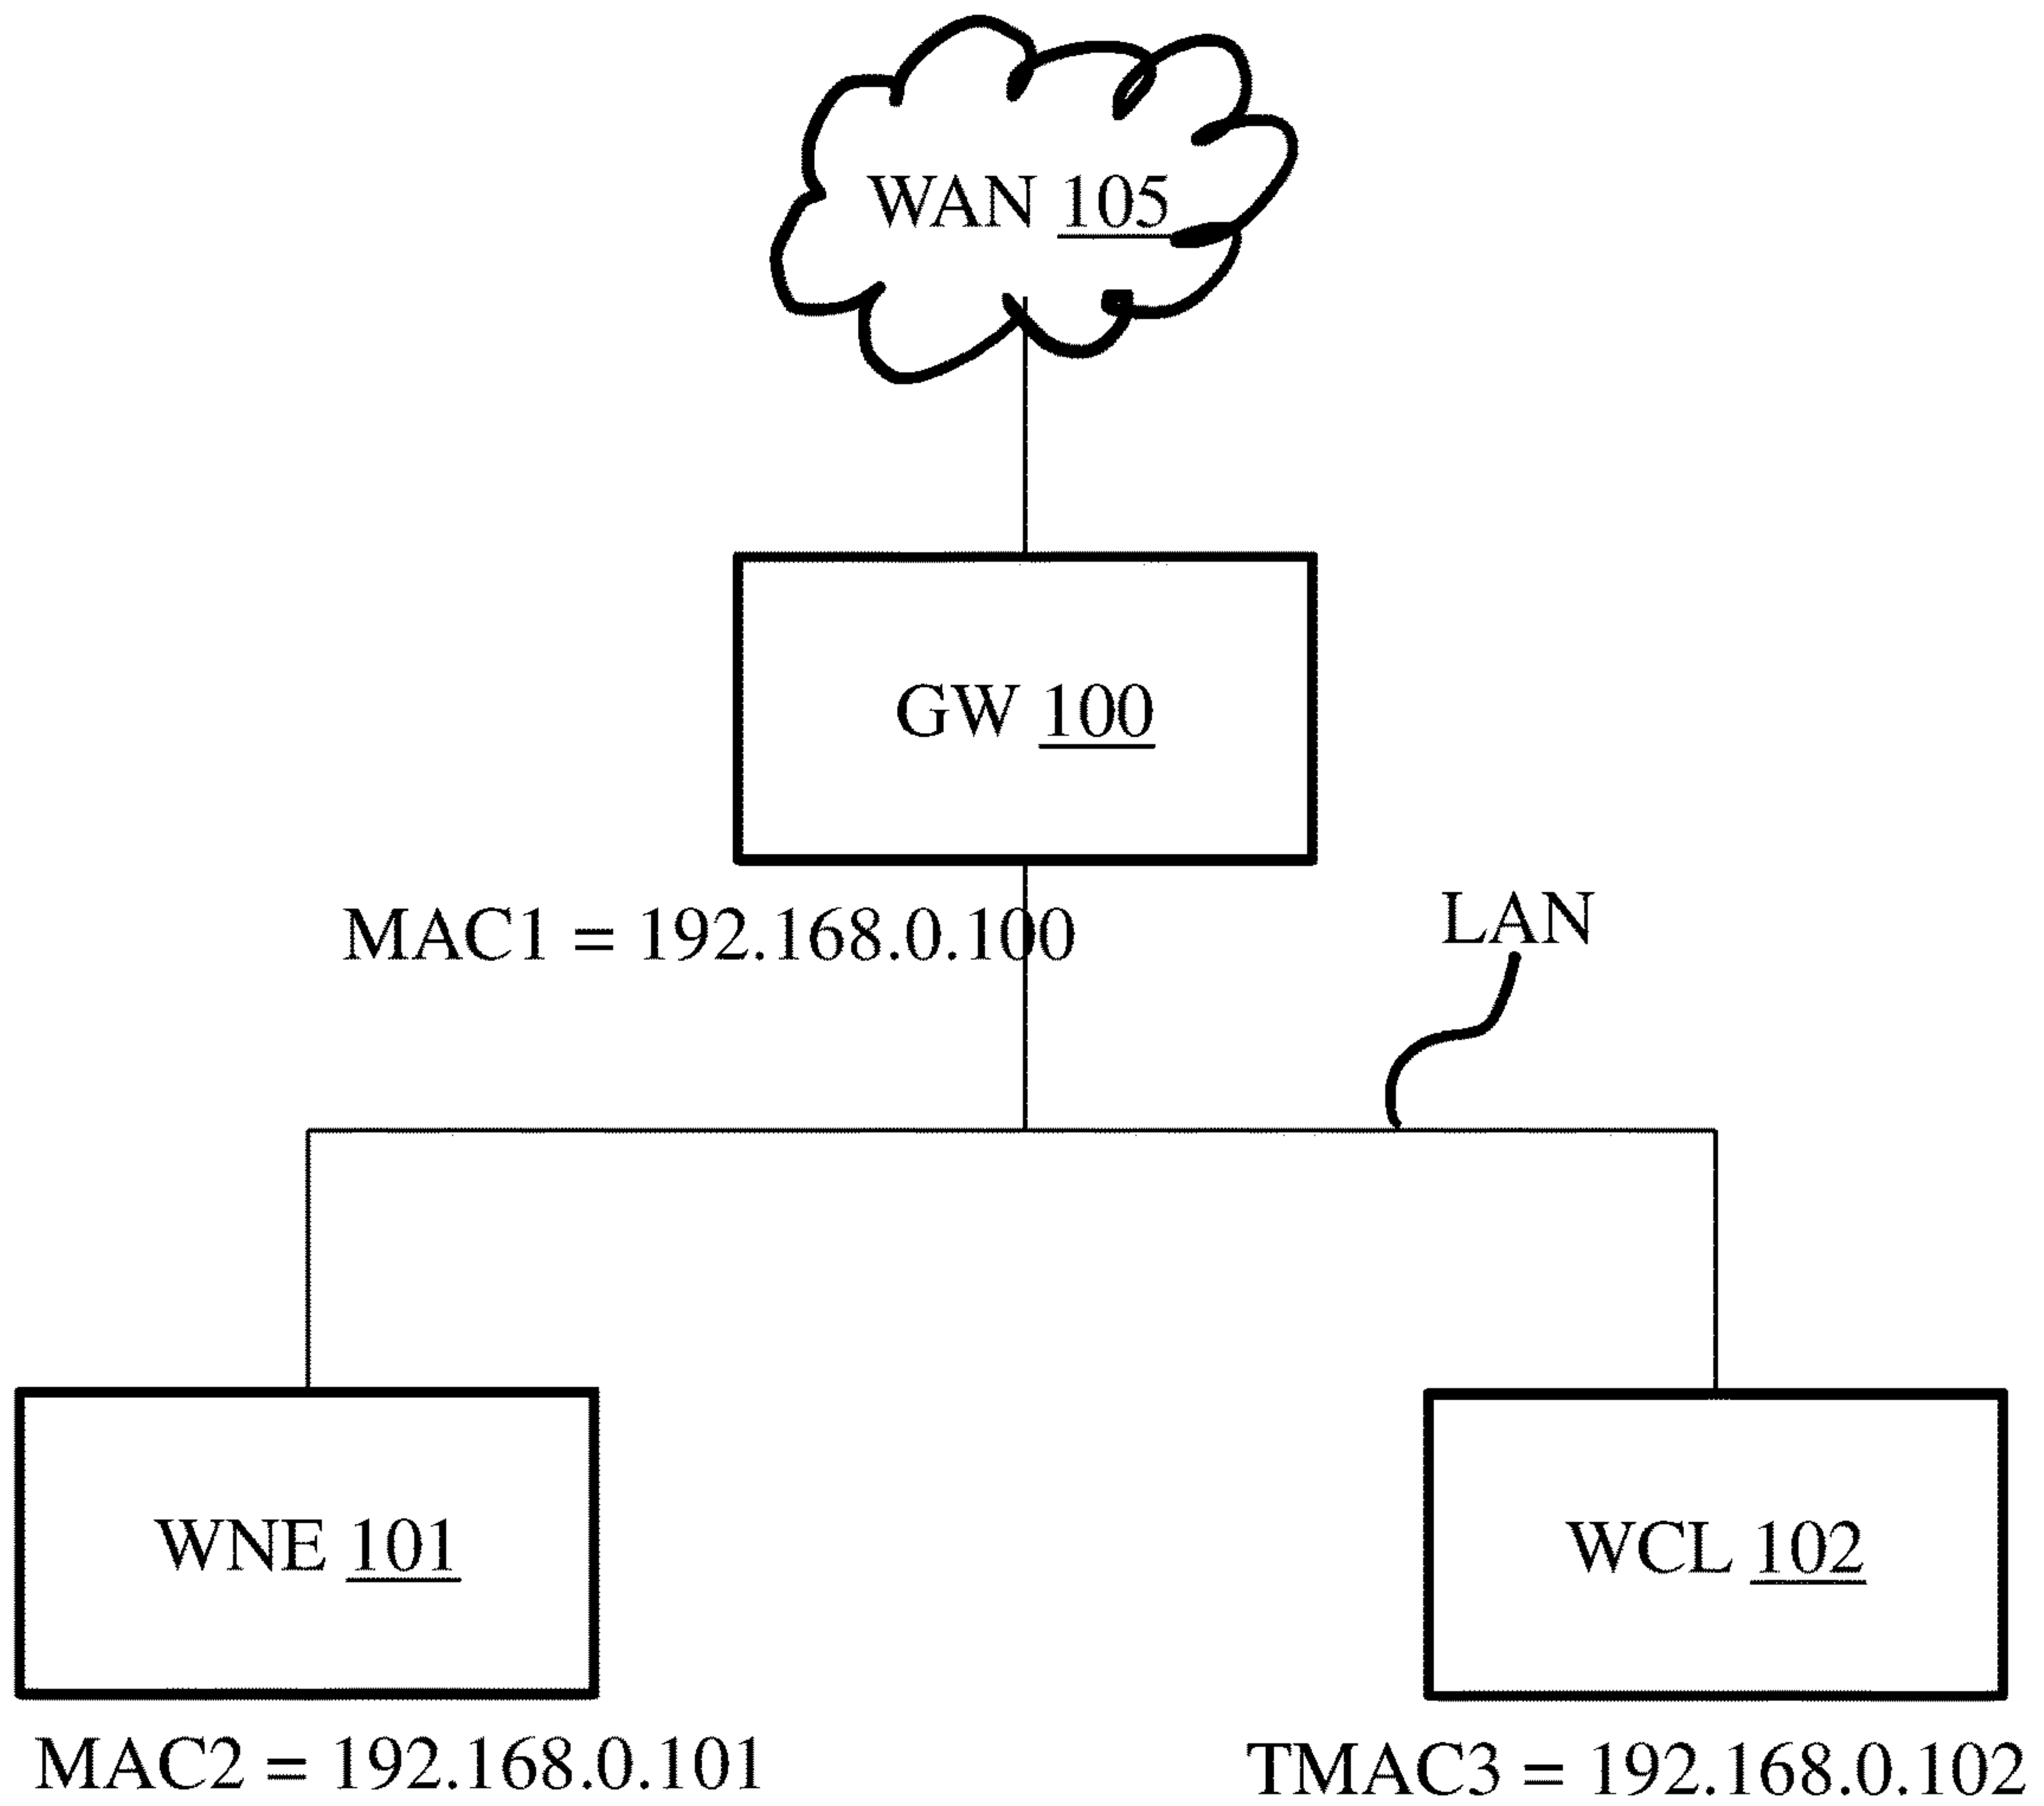 WAN 105
GW 100
MAC1 = 192.168.0.100
LAN
WNE 101
WCL 102
MAC2 = 192.168.0.101
TMAC3 = 192.168.0.102